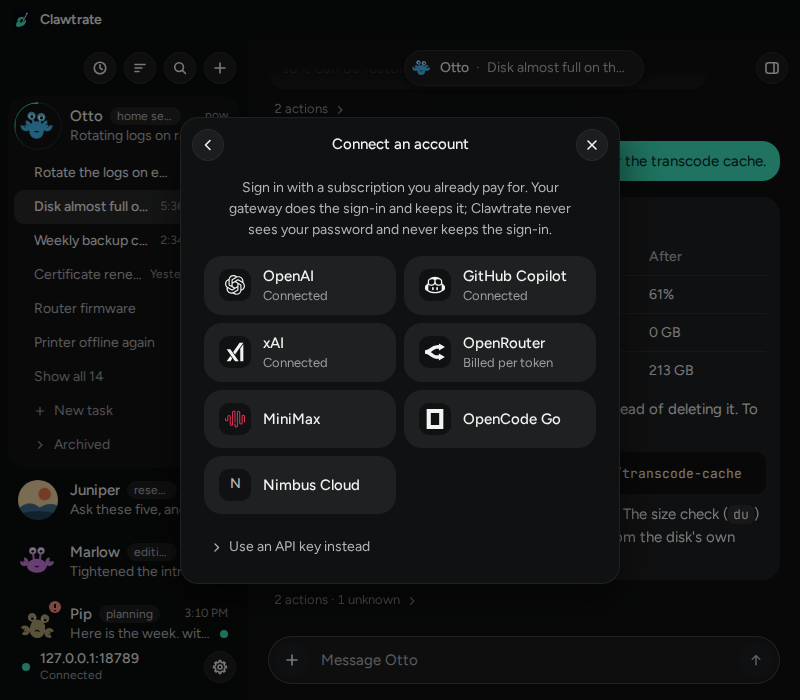 Clawtrate
Otto · Disk almost full on th...
2 actions
Otto home se... now
Rotating logs on r
Rotate the logs on e...
Disk almost full o... 5:36
Weekly backup c... 2:34
Certificate rene... Yeste
Router firmware
Printer offline again
Show all 14
+ New task
Archived
Juniper rese...
Ask these five, an
Marlow editi...
Tightened the intr
Pip planning 3:10 PM
Here is the week. wit...
127.0.0.1:18789
Connected
Connect an account
Sign in with a subscription you already pay for. Your
gateway does the sign-in and keeps it; Clawtrate never
sees your password and never keeps the sign-in.
OpenAI
Connected
GitHub Copilot
Connected
xAI
Connected
OpenRouter
Billed per token
MiniMax
OpenCode Go
N Nimbus Cloud
Use an API key instead
the transcode cache.
After
61%
0 GB
213 GB
ead of deleting it. To
/transcode-cache
The size check (du)
om the disk's own
2 actions · 1 unknown
Message Otto